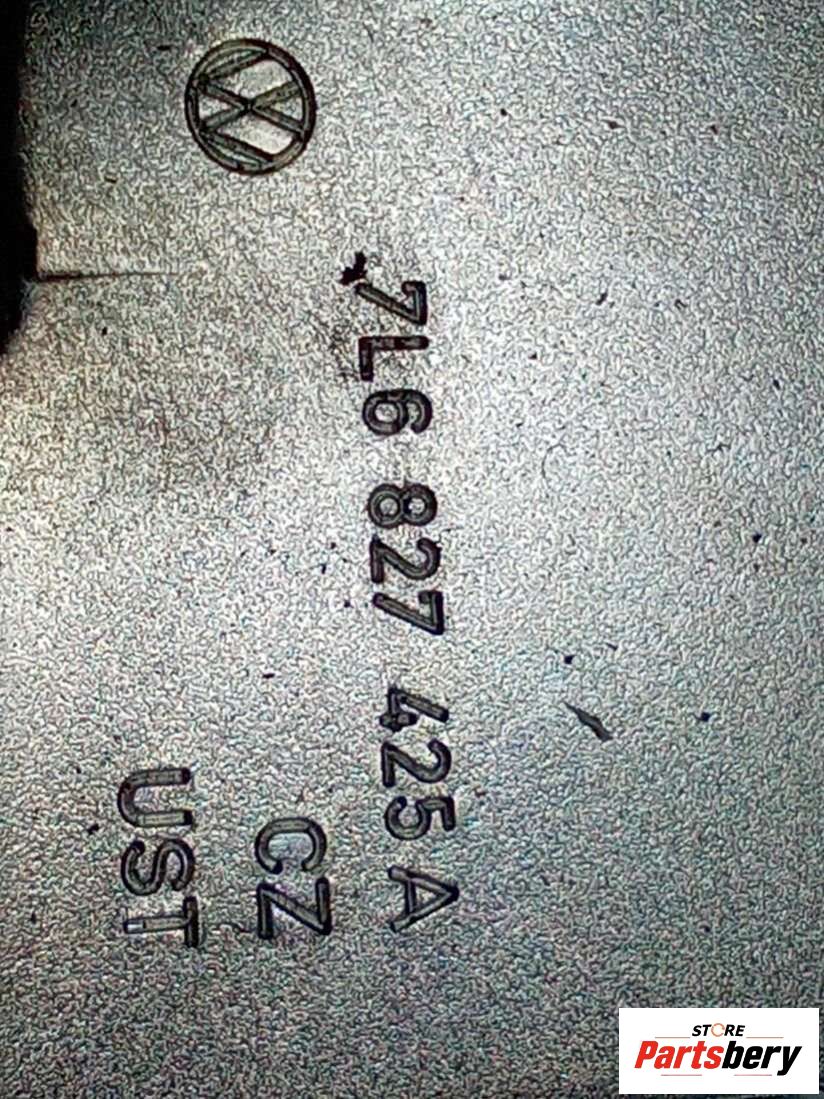 7L6 827 425 A
CZ
UST
STORE
Partsbery